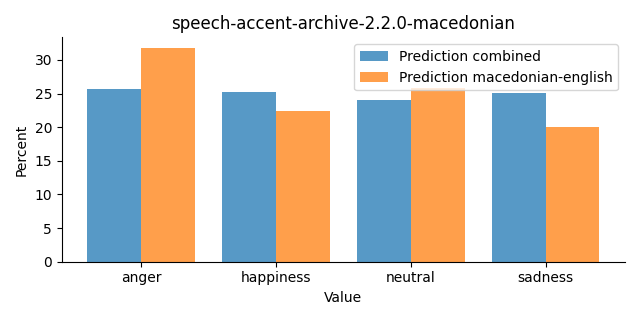 speech-accent-archive-2.2.0-macedonian
Prediction combined
Prediction macedonian-english
Percent
30
25
20
15
10
5
0
anger happiness neutral sadness
Value